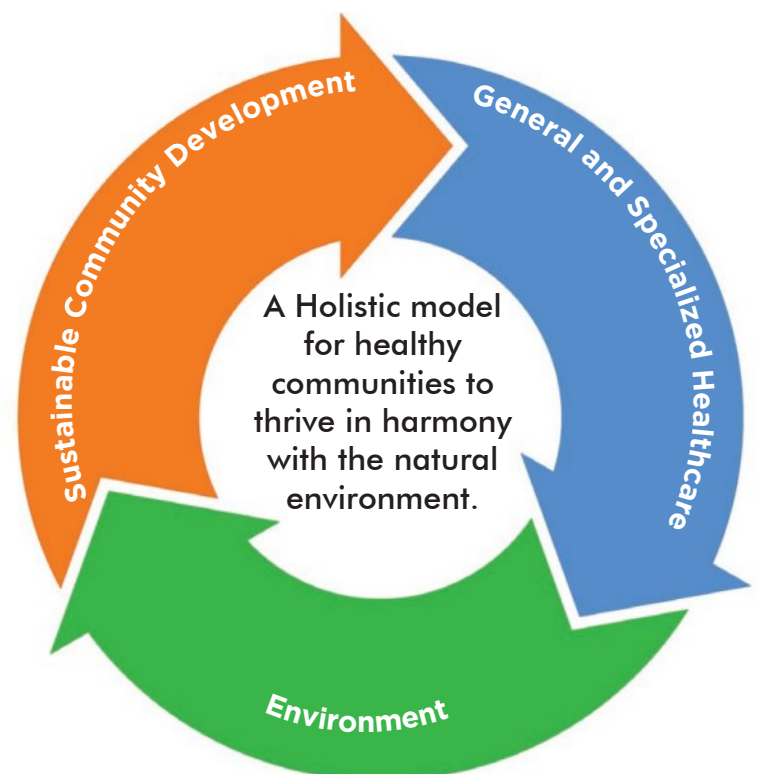 Sustainable Community Development
General and Specialized Healthcare
A Holistic model
for healthy
communities to
thrive in harmony
with the natural
environment.
Environment